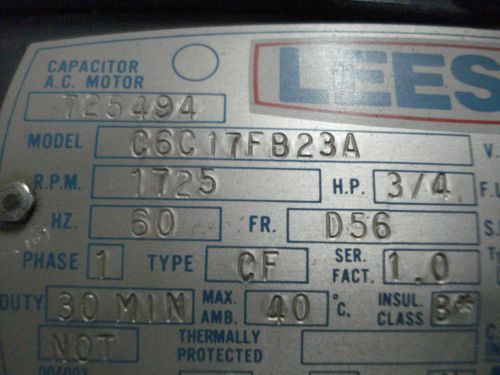 CAPACITOR
A.C. MOTOR
LEES
725494
MODEL C6C17FB23A V.
R.P.M. 1725 H.P. 3/4 F.
HZ. 60 FR. D56 S.
PHASE 1 TYPE CF SER. FACT. 1.0
DUTY 30 MIN MAX. AMB. 40 °C. INSUL. CLASS B*
NOT THERMALLY PROTECTED